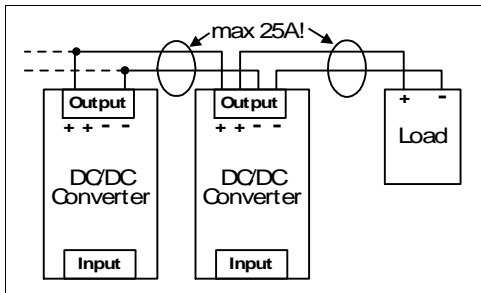 max 25A!
Output
+ + - -
DC/DC
Converter
Input
Output
+ + - -
DC/DC
Converter
Input
+ -
Load